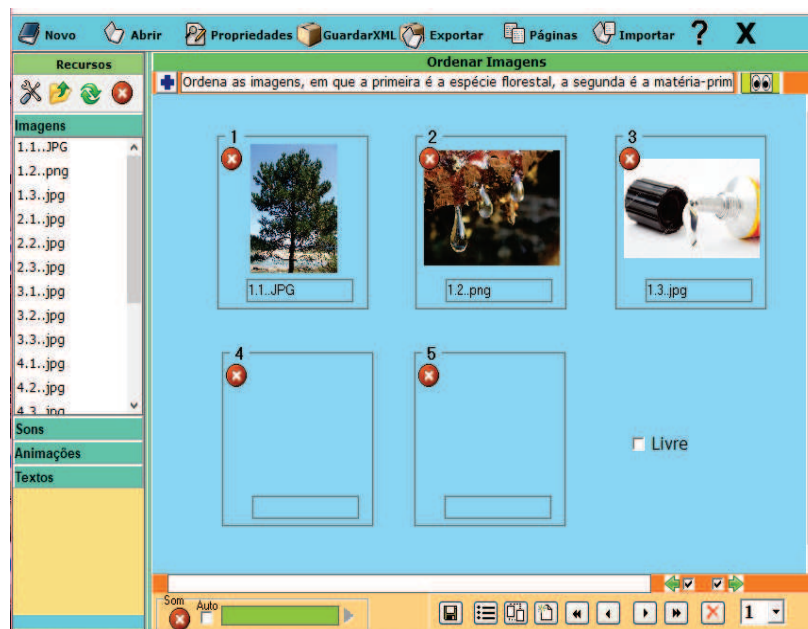 Novo Abrir Propriedades GuardarXML Exportar Páginas Importar ? X
Recursos
Ordenar Imagens
Ordena as imagens, em que a primeira é a espécie florestal, a segunda é a matéria-prim
Imagens
1.1..JPG
1.2..png
1.3..jpg
2.1..jpg
2.2..jpg
2.3..jpg
3.1..jpg
3.2..jpg
3.3..jpg
4.1..jpg
4.2..jpg
4.3..jpg
Sons
Animações
Textos
1 2 3
1.1..JPG 1.2..png 1.3..jpg
4 5
Livre
Som Auto
1